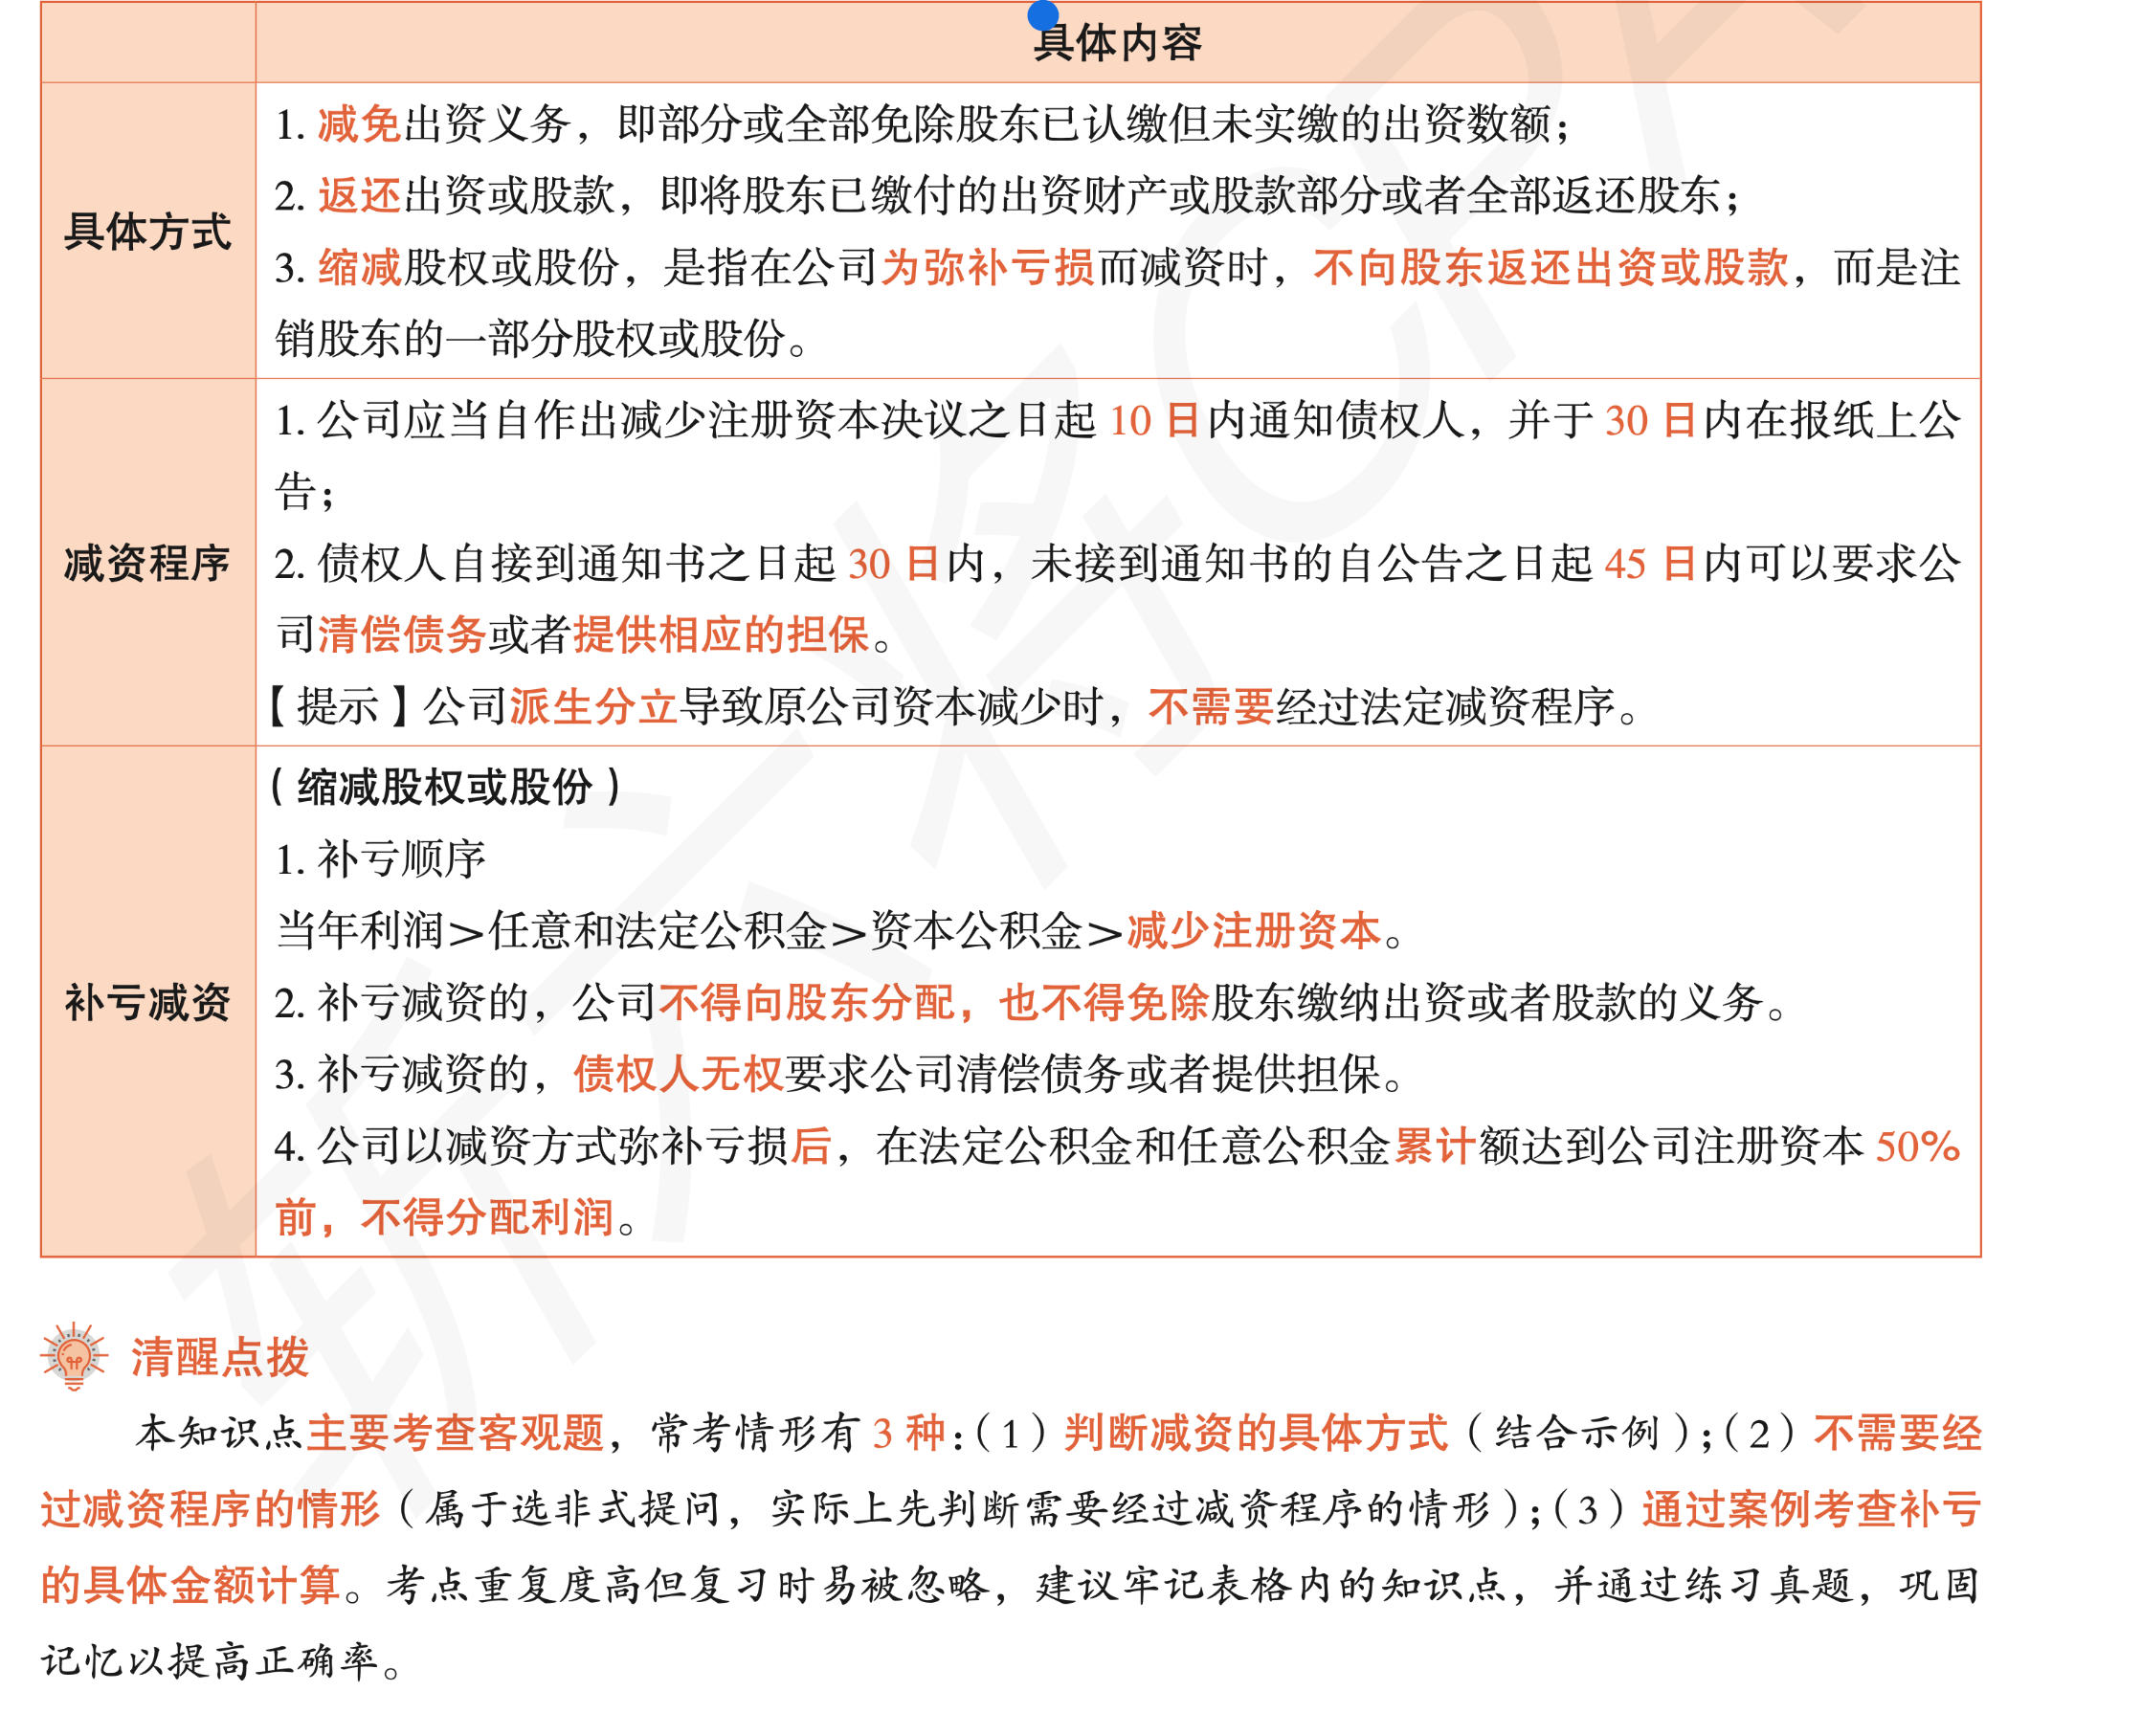 具体内容
具体方式
1. 减免出资义务，即部分或全部免除股东已认缴但未实缴的出资数额；
2. 返还出资或股款，即将股东已缴付的出资财产或股款部分或者全部返还股东；
3. 缩减股权或股份，是指在公司为弥补亏损而减资时，不向股东返还出资或股款，而是注
销股东的一部分股权或股份。
减资程序
1. 公司应当自作出减少注册资本决议之日起 10 日内通知债权人，并于 30 日内在报纸上公
告；
2. 债权人自接到通知书之日起 30 日内，未接到通知书的自公告之日起 45 日内可以要求公
司清偿债务或者提供相应的担保。
【提示】公司派生分立导致原公司资本减少时，不需要经过法定减资程序。
补亏减资
（缩减股权或股份）
1. 补亏顺序
当年利润>任意和法定公积金>资本公积金>减少注册资本。
2. 补亏减资的，公司不得向股东分配，也不得免除股东缴纳出资或者股款的义务。
3. 补亏减资的，债权人无权要求公司清偿债务或者提供担保。
4. 公司以减资方式弥补亏损后，在法定公积金和任意公积金累计额达到公司注册资本 50%
前，不得分配利润。
清醒点拨
本知识点主要考查客观题，常考情形有 3 种：（1）判断减资的具体方式（结合示例）；（2）不需要经
过减资程序的情形（属于选非式提问，实际上先判断需要经过减资程序的情形）；（3）通过案例考查补亏
的具体金额计算。考点重复度高但复习时易被忽略，建议牢记表格内的知识点，并通过练习真题，巩固
记忆以提高正确率。
斩六将CPA